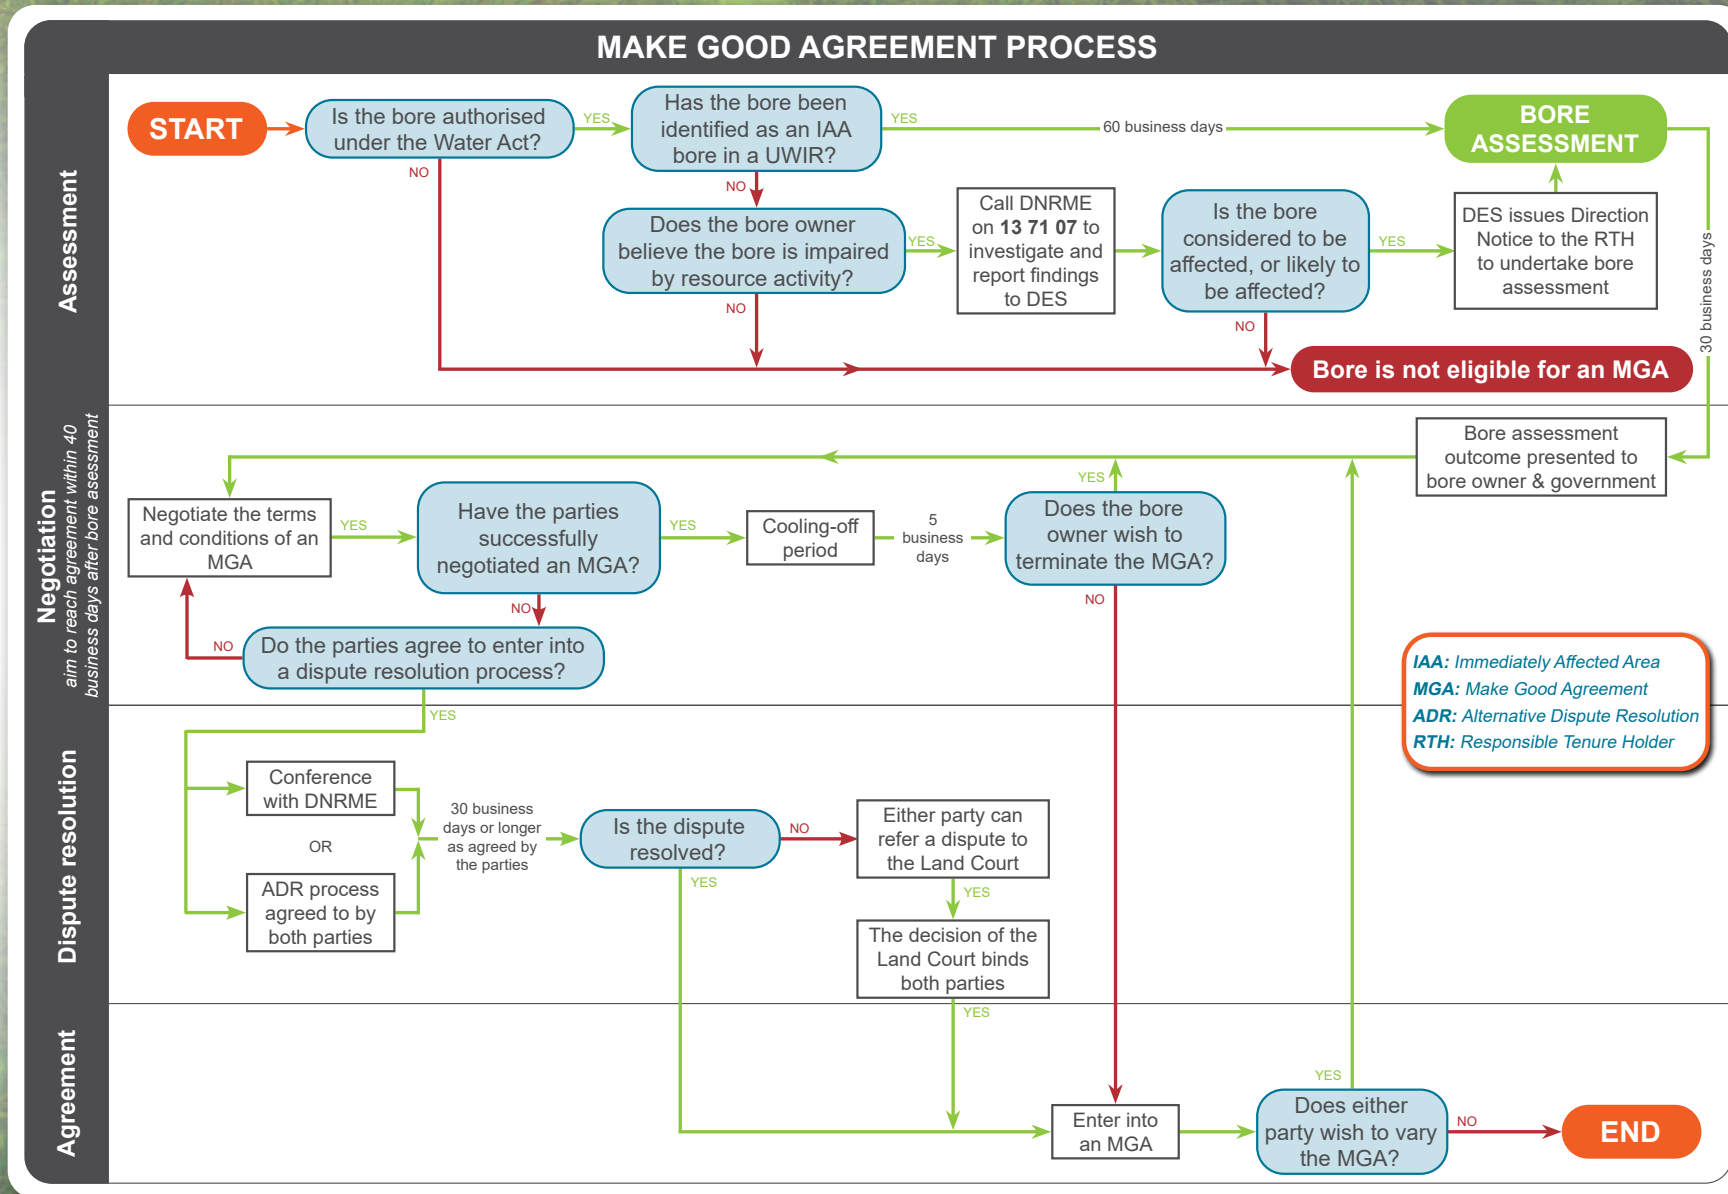 MAKE GOOD AGREEMENT PROCESS
Assessment
START
Is the bore authorised
under the Water Act?
YES
NO
Has the bore been
identified as an IAA
bore in a UWIR?
YES
NO
60 business days
BORE
ASSESSMENT
30 business days
Does the bore owner
believe the bore is impaired
by resource activity?
YES
NO
Call DNRME
on 13 71 07 to
investigate and
report findings
to DES
Is the bore
considered to be
affected, or likely to
be affected?
YES
NO
DES issues Direction
Notice to the RTH
to undertake bore
assessment
Bore is not eligible for an MGA
Negotiation
aim to reach agreement within 40
business days after bore asessment
Bore assessment
outcome presented to
bore owner & government
Negotiate the terms
and conditions of an
MGA
YES
Have the parties
successfully
negotiated an MGA?
YES
NO
Cooling-off
period
5
business
days
Does the bore
owner wish to
terminate the MGA?
YES
NO
Do the parties agree to enter into
a dispute resolution process?
NO
YES
IAA: Immediately Affected Area
MGA: Make Good Agreement
ADR: Alternative Dispute Resolution
RTH: Responsible Tenure Holder
Dispute resolution
Conference
with DNRME
OR
ADR process
agreed to by
both parties
30 business
days or longer
as agreed by
the parties
Is the dispute
resolved?
NO
YES
Either party can
refer a dispute to
the Land Court
YES
The decision of the
Land Court binds
both parties
YES
Agreement
Enter into
an MGA
Does either
party wish to vary
the MGA?
YES
NO
END